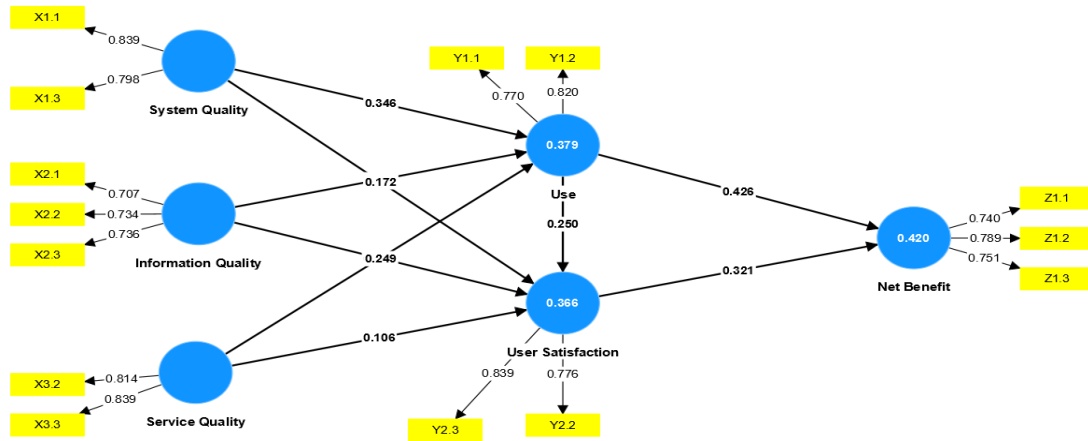 X1.1
0.839
0.798
X1.3
System Quality
X2.1
0.707
X2.2
0.734
X2.3
0.736
Information Quality
X3.2
0.814
X3.3
0.839
Service Quality
0.346
0.172
0.249
0.106
Y1.1
Y1.2
0.770
0.820
0.379
Use
0.250
0.366
User Satisfaction
0.839
0.776
Y2.3
Y2.2
0.426
0.321
0.420
Net Benefit
0.740
Z1.1
0.789
Z1.2
0.751
Z1.3